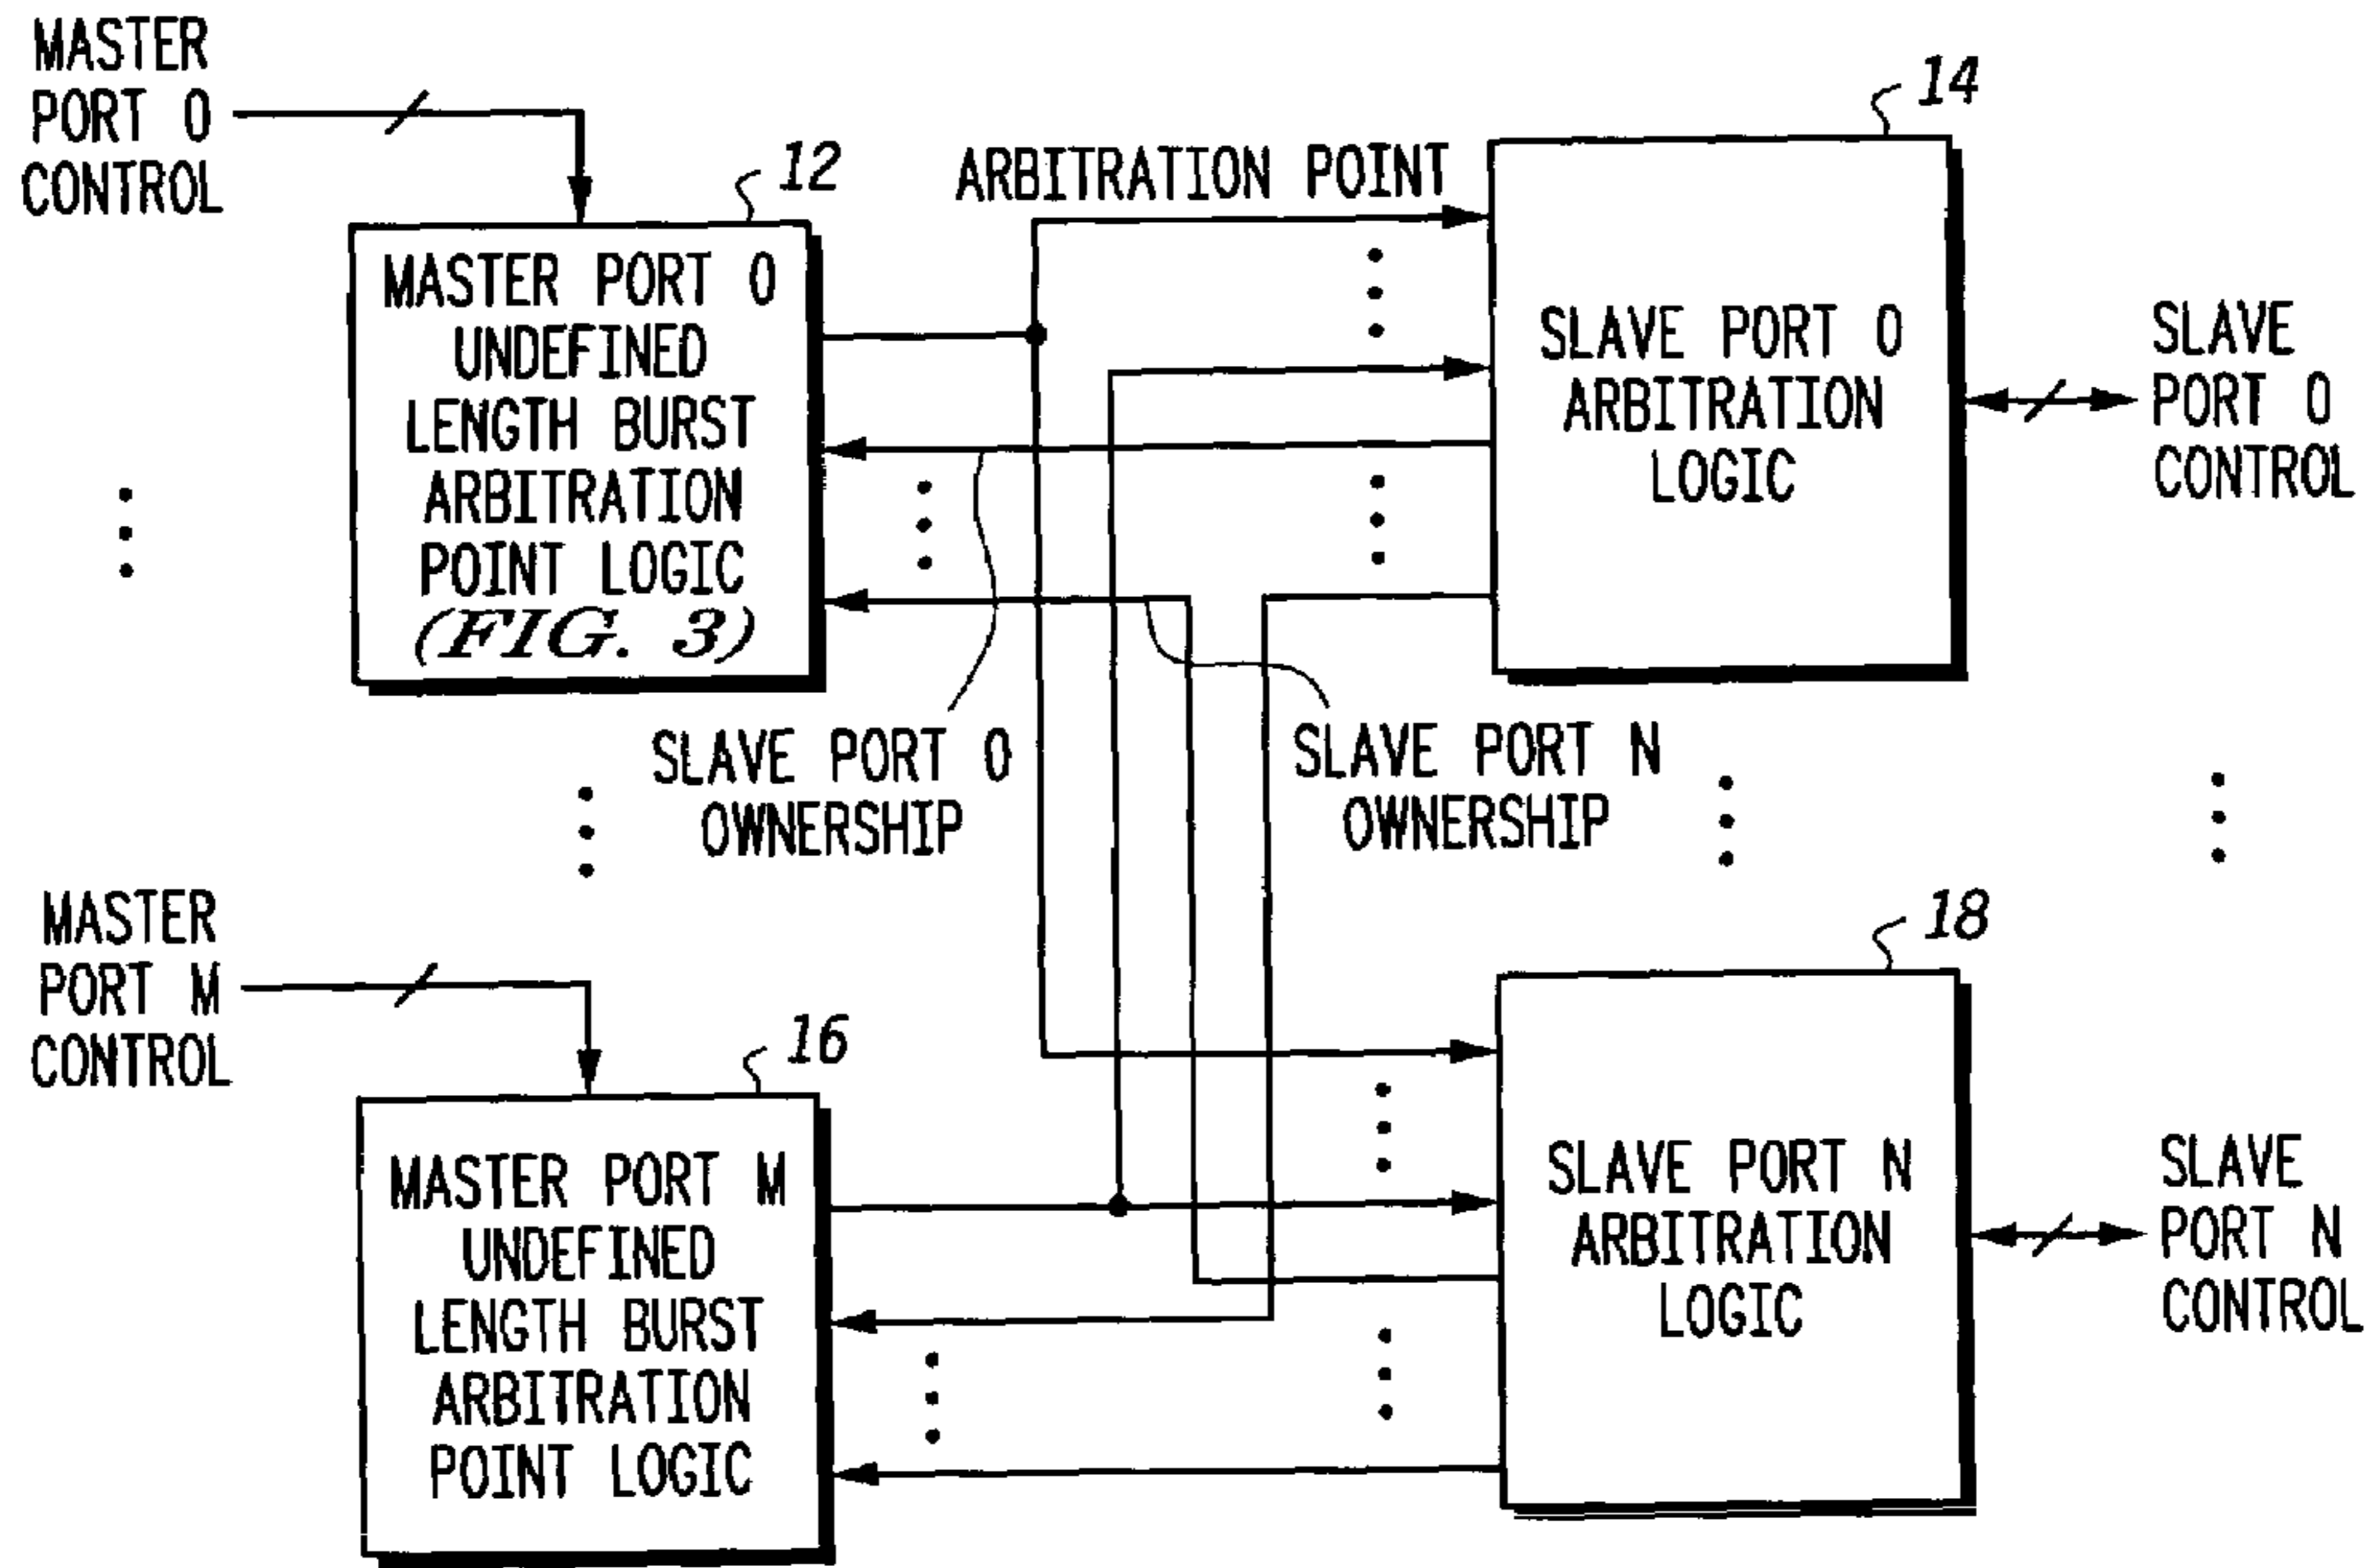 MASTER
PORT 0
CONTROL
12
MASTER PORT 0
UNDEFINED
LENGTH BURST
ARBITRATION
POINT LOGIC
(FIG. 3)
ARBITRATION POINT
14
SLAVE PORT 0
ARBITRATION
LOGIC
SLAVE
PORT 0
CONTROL
SLAVE PORT 0
OWNERSHIP
SLAVE PORT N
OWNERSHIP
MASTER
PORT M
CONTROL
16
MASTER PORT M
UNDEFINED
LENGTH BURST
ARBITRATION
POINT LOGIC
18
SLAVE PORT N
ARBITRATION
LOGIC
SLAVE
PORT N
CONTROL